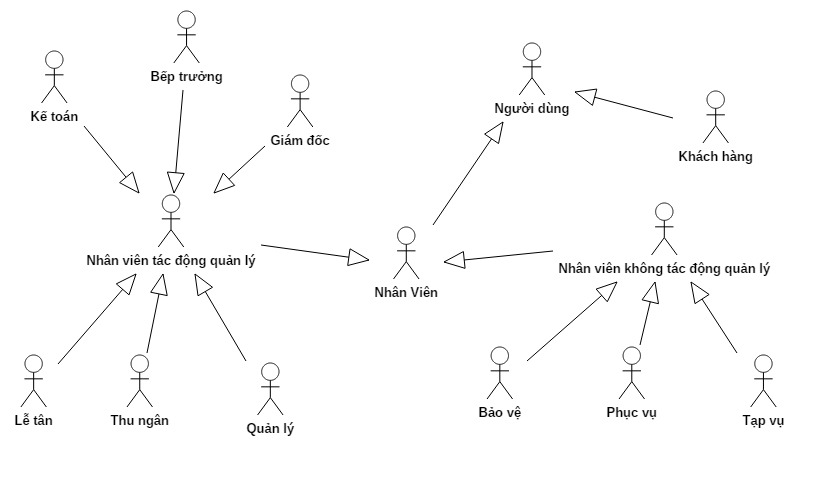 Bếp trưởng
Kế toán
Giám đốc
Người dùng
Khách hàng
Nhân viên tác động quản lý
Nhân Viên
Nhân viên không tác động quản lý
Lễ tân
Thu ngân
Quản lý
Bảo vệ
Phục vụ
Tạp vụ